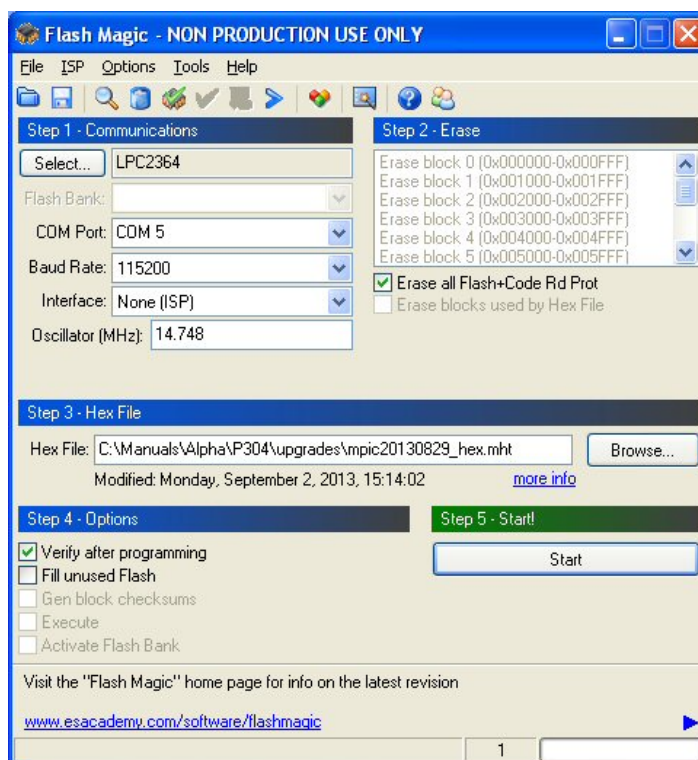 Flash Magic - NON PRODUCTION USE ONLY
File ISP Options Tools Help
Step 1 - Communications
Select... LPC2364
Flash Bank:
COM Port: COM 5
Baud Rate: 115200
Interface: None (ISP)
Oscillator (MHz): 14.748
Step 2 - Erase
Erase block 0 (0x000000-0x000FFF)
Erase block 1 (0x001000-0x001FFF)
Erase block 2 (0x002000-0x002FFF)
Erase block 3 (0x003000-0x003FFF)
Erase block 4 (0x004000-0x004FFF)
Erase block 5 (0x005000-0x005FFF)
Erase all Flash+Code Rd Prot
Erase blocks used by Hex File
Step 3 - Hex File
Hex File: C:\Manuals\Alpha\P304\upgrades\mpic20130829_hex.mht Browse...
Modified: Monday, September 2, 2013, 15:14:02 more info
Step 4 - Options
Verify after programming
Fill unused Flash
Gen block checksums
Execute
Activate Flash Bank
Step 5 - Start!
Start
Visit the "Flash Magic" home page for info on the latest revision
www.esacademy.com/software/flashmagic
1